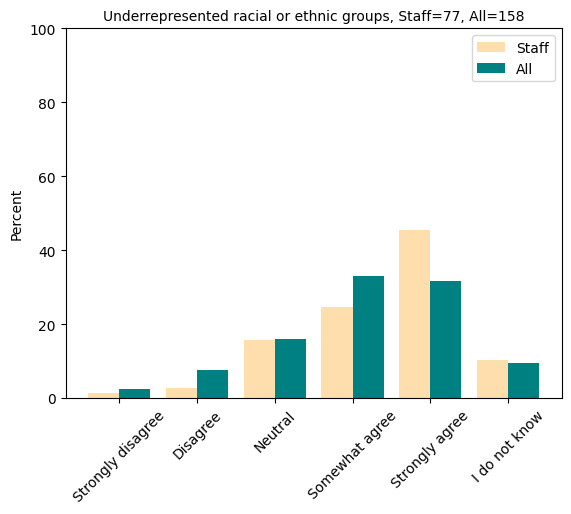 Underrepresented racial or ethnic groups, Staff=77, All=158
100
80
60
40
20
0
Percent
Staff
All
Strongly disagree
Disagree
Neutral
Somewhat agree
Strongly agree
I do not know